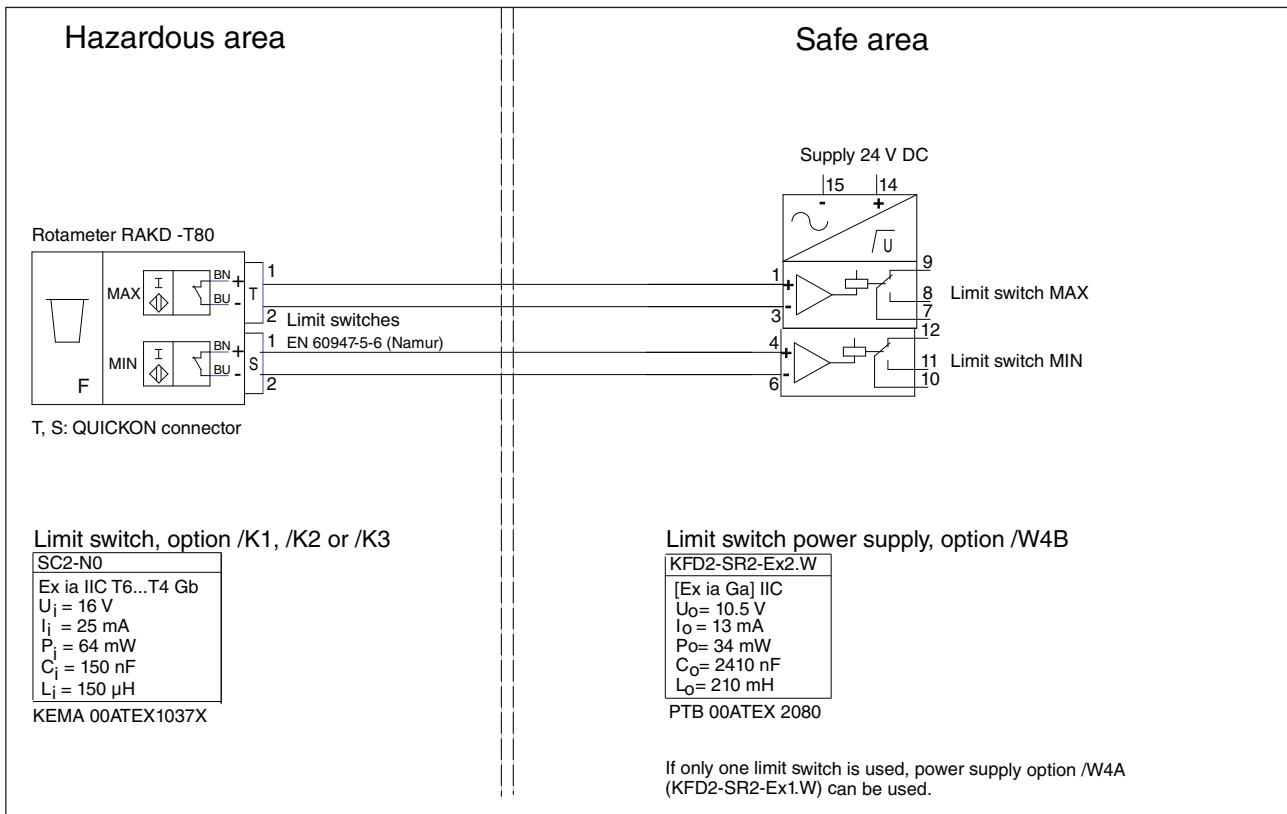 Hazardous area
Safe area
Supply 24 V DC
15
14
-
+
U
Rotameter RAKD -T80
MAX
I
BN
+
BU
-
T
1
2
Limit switches
EN 60947-5-6 (Namur)
MIN
I
BN
+
BU
-
S
1
2
F
T, S: QUICKON connector
1
+
3
-
9
8
7
Limit switch MAX
4
+
6
-
12
11
10
Limit switch MIN
Limit switch, option /K1, /K2 or /K3
SC2-N0
Ex ia IIC T6...T4 Gb
Ui = 16 V
Ii = 25 mA
Pi = 64 mW
Ci = 150 nF
Li = 150 µH
KEMA 00ATEX1037X
Limit switch power supply, option /W4B
KFD2-SR2-Ex2.W
[Ex ia Ga] IIC
Uo= 10.5 V
Io = 13 mA
Po= 34 mW
Co= 2410 nF
Lo= 210 mH
PTB 00ATEX 2080
If only one limit switch is used, power supply option /W4A
(KFD2-SR2-Ex1.W) can be used.